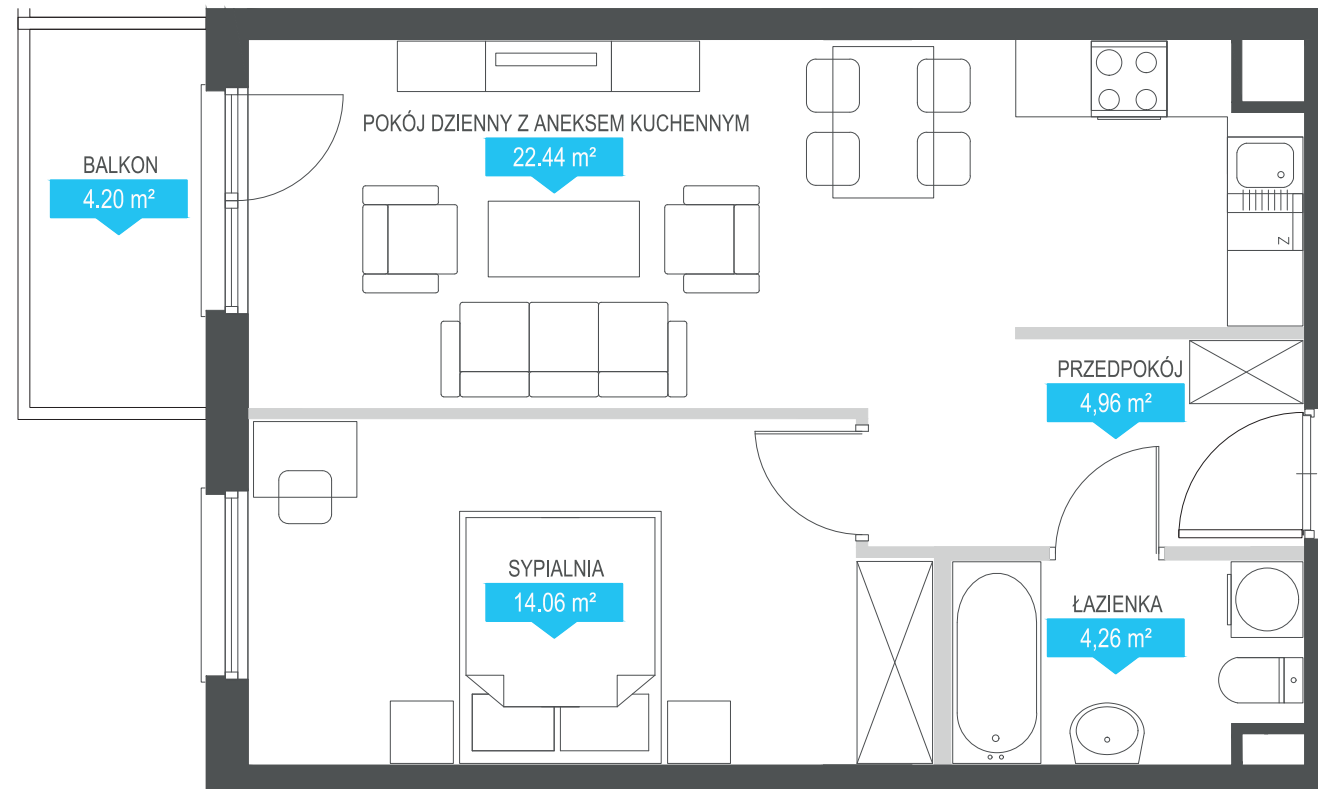 POKÓJ DZIENNY Z ANEKSEM KUCHENNYM
22.44 m²
BALKON
4.20 m²
Z
PRZEDPOKÓJ
4,96 m²
SYPIALNIA
14.06 m²
ŁAZIENKA
4,26 m²